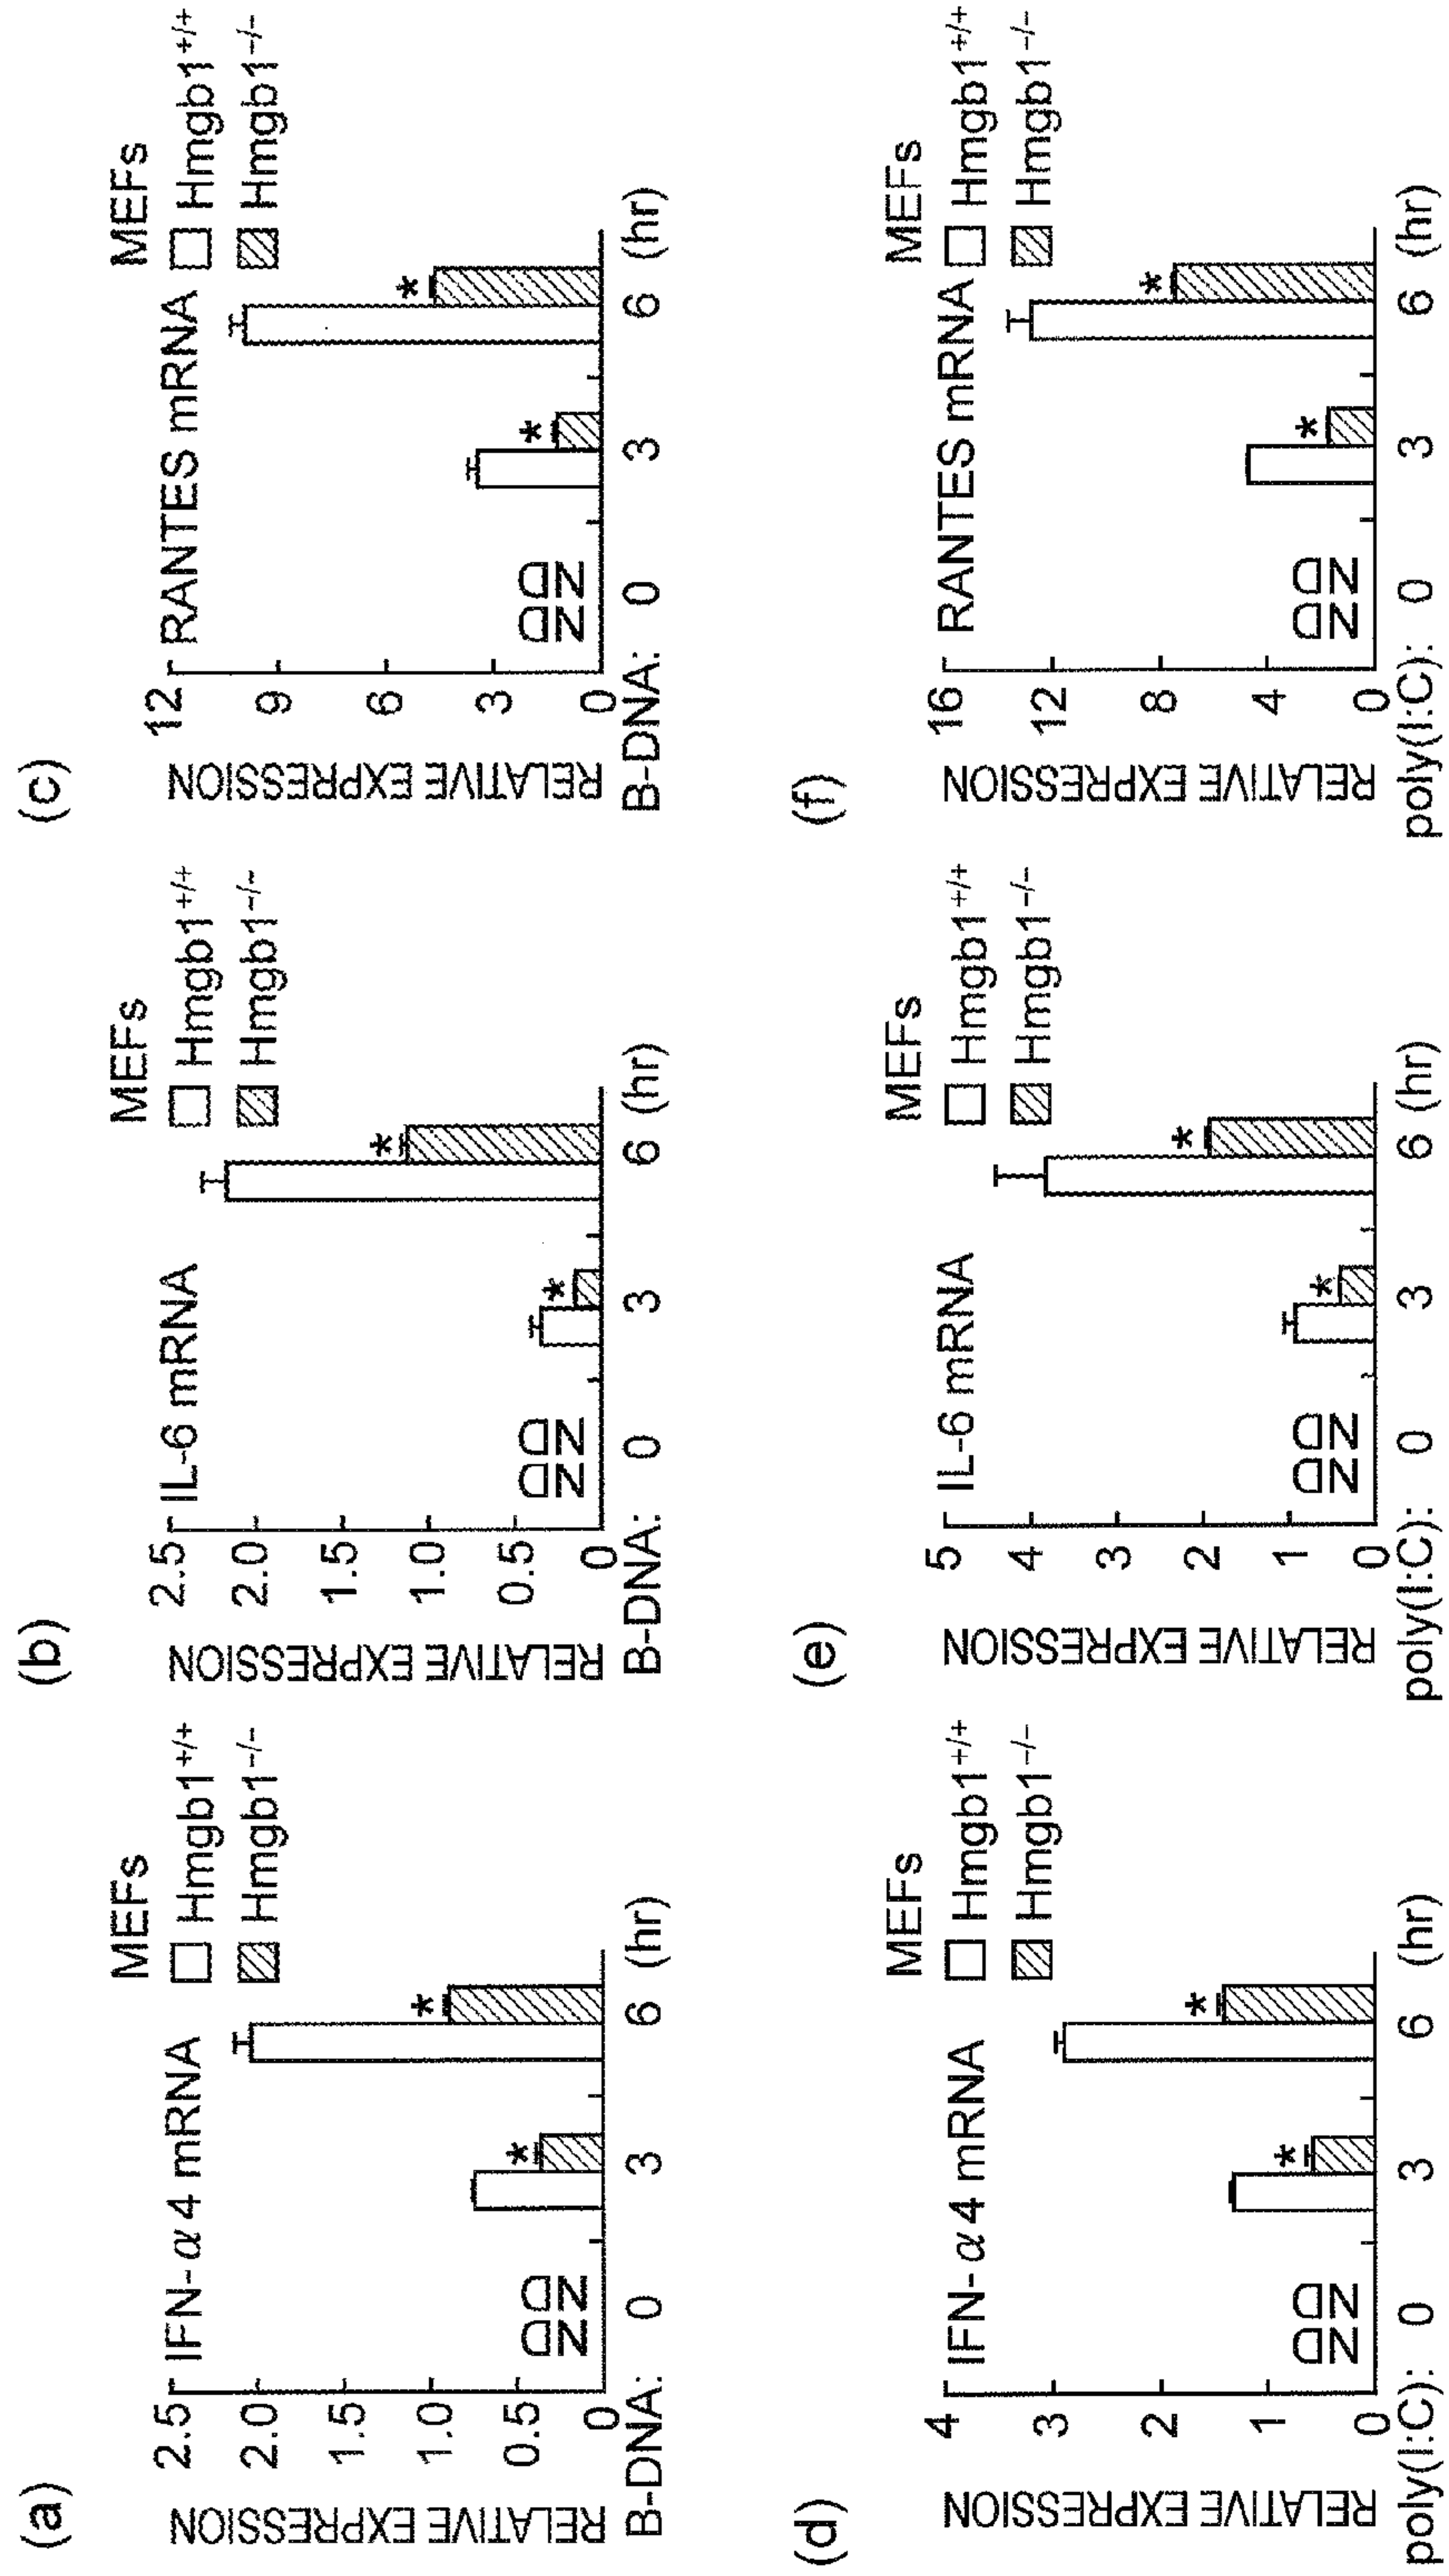 (a)
IFN-α4 mRNA
MEFs
Hmgb1+/+
Hmgb1-/-
RELATIVE EXPRESSION
2.5
2.0
1.5
1.0
0.5
0
ND ND
B-DNA: 0 3 6 (hr)
*
*
(b)
IL-6 mRNA
MEFs
Hmgb1+/+
Hmgb1-/-
RELATIVE EXPRESSION
2.5
2.0
1.5
1.0
0.5
0
ND ND
B-DNA: 0 3 6 (hr)
*
*
(c)
RANTES mRNA
MEFs
Hmgb1+/+
Hmgb1-/-
RELATIVE EXPRESSION
12
9
6
3
0
ND ND
B-DNA: 0 3 6 (hr)
*
*
(d)
IFN-α4 mRNA
MEFs
Hmgb1+/+
Hmgb1-/-
RELATIVE EXPRESSION
4
3
2
1
0
ND ND
poly(I:C): 0 3 6 (hr)
*
*
(e)
IL-6 mRNA
MEFs
Hmgb1+/+
Hmgb1-/-
RELATIVE EXPRESSION
5
4
3
2
1
0
ND ND
poly(I:C): 0 3 6 (hr)
*
*
(f)
RANTES mRNA
MEFs
Hmgb1+/+
Hmgb1-/-
RELATIVE EXPRESSION
16
12
8
4
0
ND ND
poly(I:C): 0 3 6 (hr)
*
*